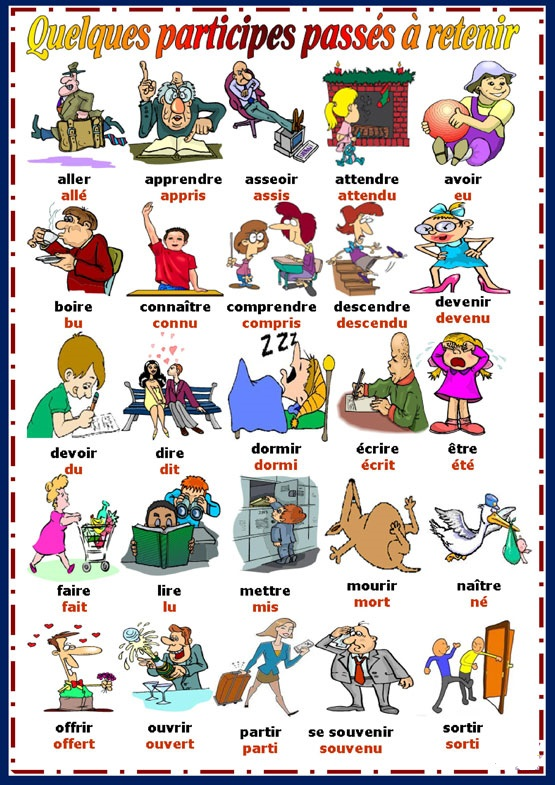 Quelques participes passés à retenir
aller apprendre asseoir attendre avoir
allé appris assis attendu eu
boire connaître comprendre descendre devenir
bu connu compris descendu devenu
devoir dire dormir écrire être
du dit dormi écrit été
ZZZ
faire lire mettre mourir naître
fait lu mis mort né
offrir ouvrir partir se souvenir sortir
offert ouvert parti souvenu sorti